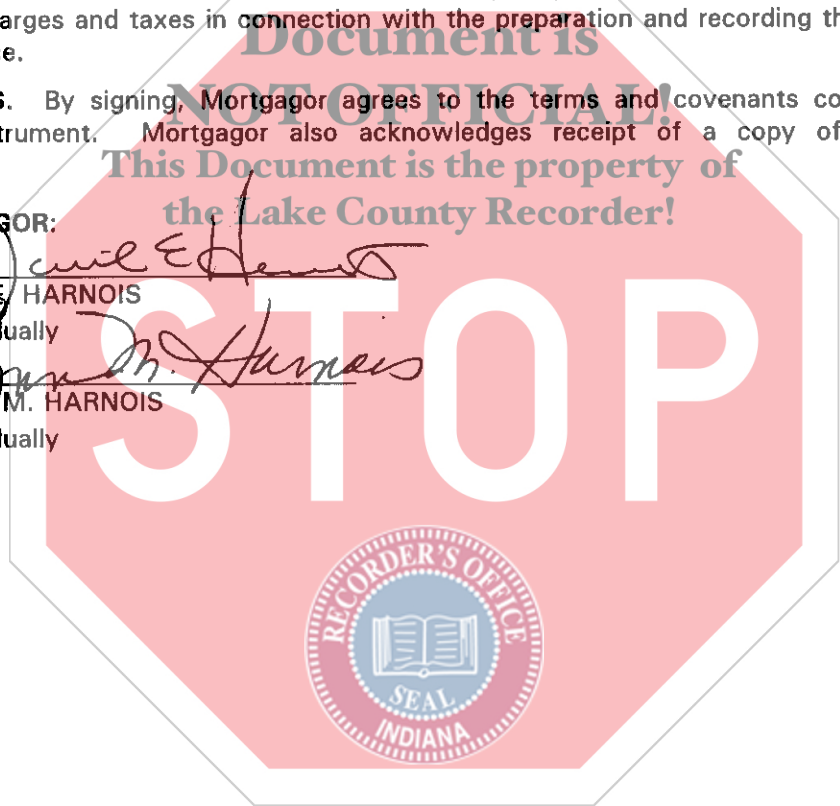 arges and taxes in connection with the preparation and recording th
e.
Document is
S. By signing, Mortgagor agrees to the terms and covenants co
NOT OFFICIAL!
trument. Mortgagor also acknowledges receipt of a copy of
This Document is the property of
the Lake County Recorder!
GOR:
E HARNOIS
ually
M. Harnois
M. HARNOIS
ually
STOP
RECORDER'S OFFICE
SEAL
INDIANA